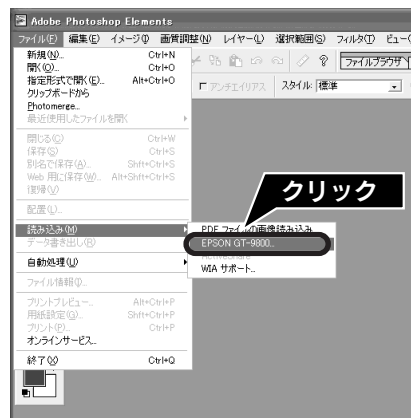 Adobe Photoshop Elements
ファイル(F) 編集(E) イメージ(I) 画質調整(N) レイヤー(L) 選択範囲(S) フィルタ(T) ビュー(
新規(N)... Ctrl+N
開く(O)... Ctrl+O
指定形式で開く(E)... Alt+Ctrl+O
クリップボードから
Photomerge...
最近使用したファイルを開く
閉じる(C) Ctrl+W
保存(S) Ctrl+S
別名で保存(A)... Shft+Ctrl+S
Web 用に保存(W)... Alt+Shft+Ctrl+S
復帰(V)
配置(L)...
読み込み(M)
データ書き出し(R)
自動処理(U)
ファイル情報(D)...
プリントプレビュー... Alt+Ctrl+P
用紙設定(G)... Shft+Ctrl+P
プリント(P)... Ctrl+P
オンラインサービス...
終了(X) Ctrl+Q
ファイルブラウザ
アンチエイリアス スタイル: 標準
クリック
PDF ファイルの画像読み込み
EPSON GT-9800...
ActiveShare
WIA サポート...